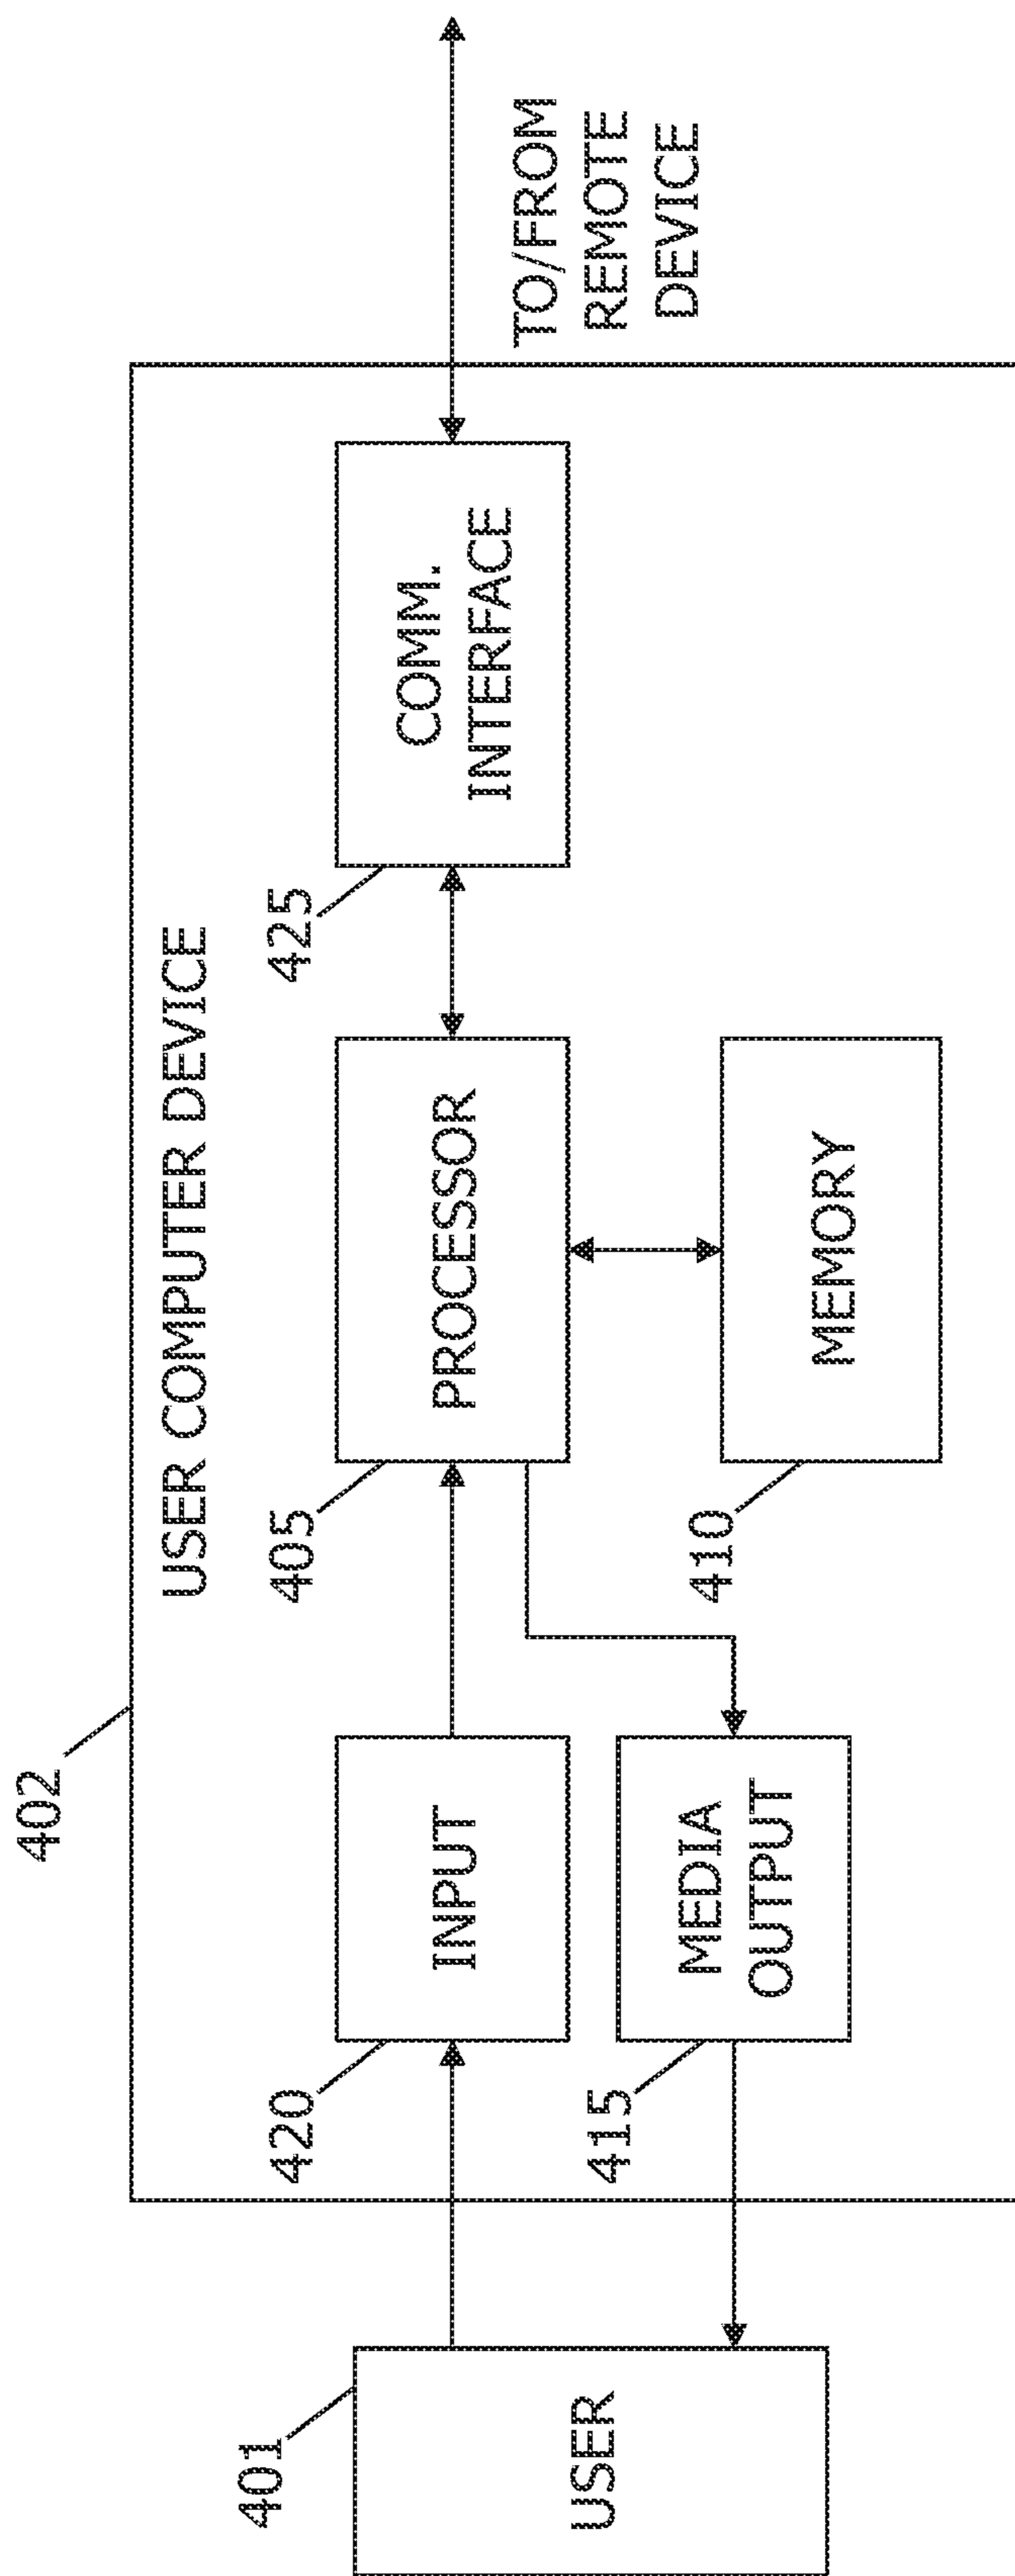 402
USER COMPUTER DEVICE
401
USER
420
INPUT
415
MEDIA
OUTPUT
405
PROCESSOR
410
MEMORY
425
COMM.
INTERFACE
TO/FROM
REMOTE
DEVICE